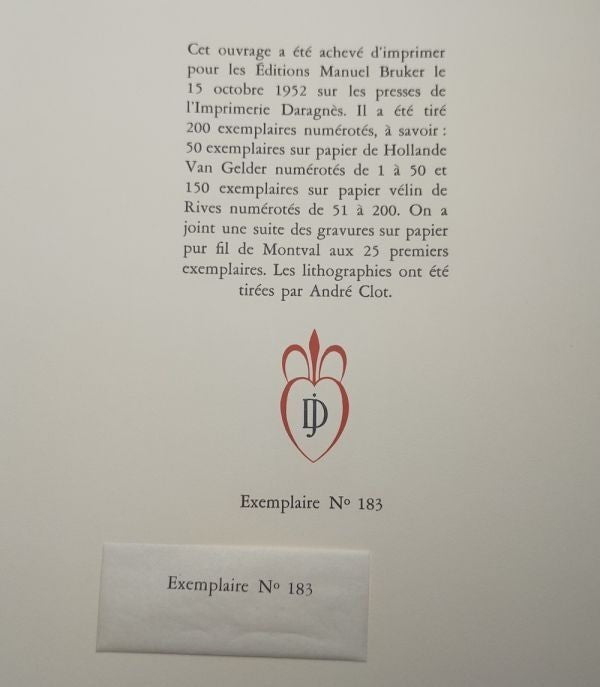 Cet ouvrage a été achevé d'imprimer
pour les Éditions Manuel Bruker le
15 octobre 1952 sur les presses de
l'Imprimerie Daragnès. Il a été tiré
200 exemplaires numérotés, à savoir :
50 exemplaires sur papier de Hollande
Van Gelder numérotés de 1 à 50 et
150 exemplaires sur papier vélin de
Rives numérotés de 51 à 200. On a
joint une suite des gravures sur papier
pur fil de Montval aux 25 premiers
exemplaires. Les lithographies ont été
tirées par André Clot.
JD
Exemplaire Nº 183
Exemplaire Nº 183